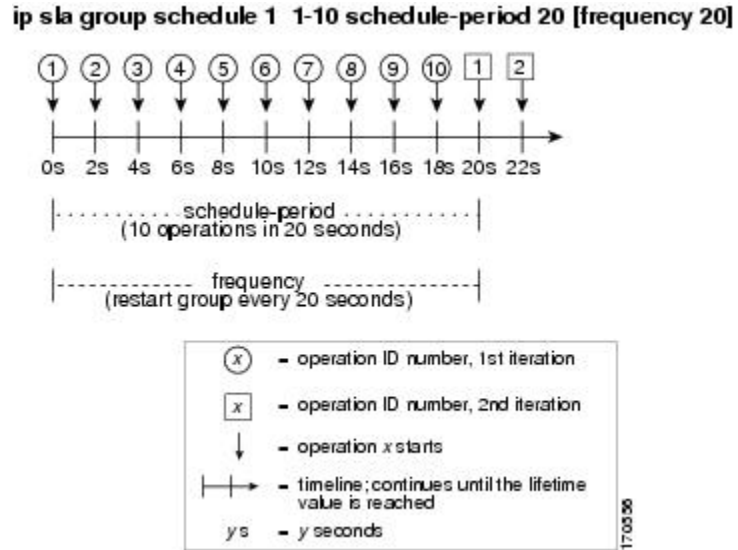 ip sla group schedule 1 1-10 schedule-period 20 [frequency 20]
1 2 3 4 5 6 7 8 9 10 1 2
0s 2s 4s 6s 8s 10s 12s 14s 16s 18s 20s 22s
schedule-period
(10 operations in 20 seconds)
frequency
(restart group every 20 seconds)
x = operation ID number, 1st iteration
x = operation ID number, 2nd iteration
= operation x starts
= timeline; continues until the lifetime
value is reached
y s = y seconds
170556